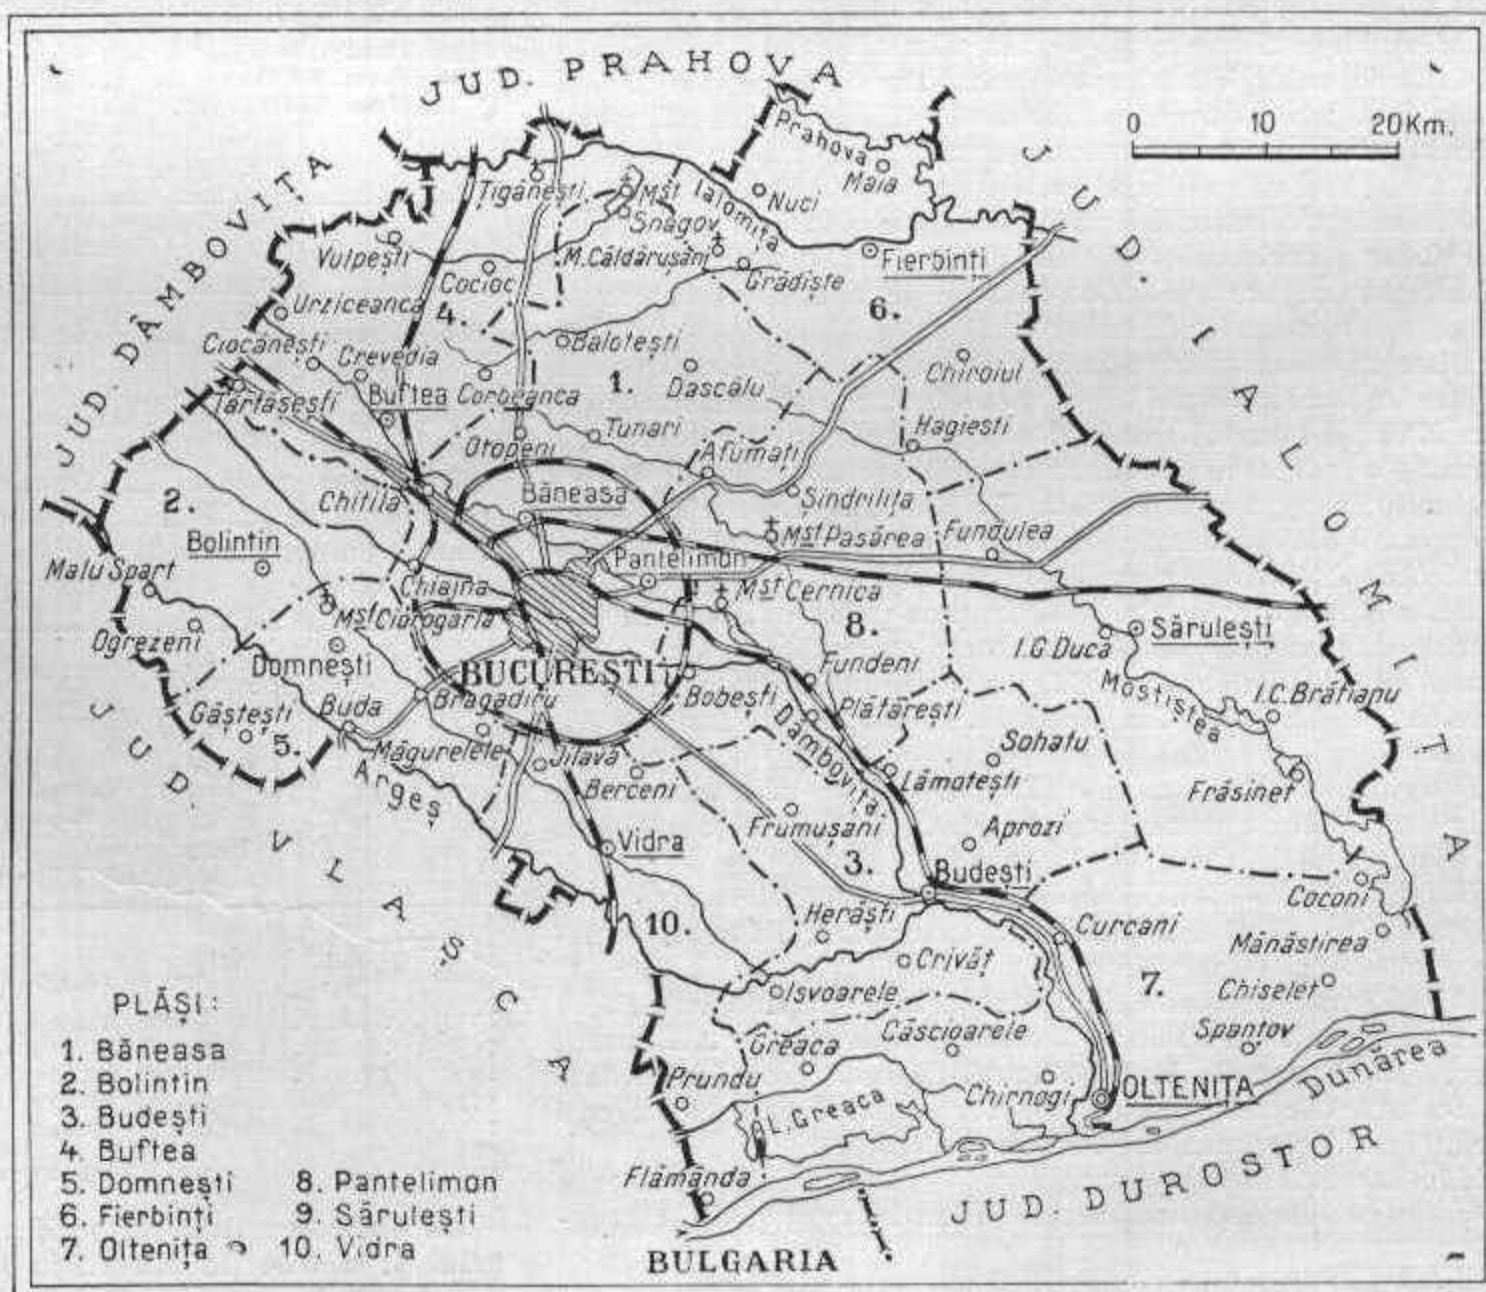 JUD. PRAHOVA
JUD. DÂMBOVIȚA
JUD. IALOMIȚA
JUD. VLAȘCA
JUD. DUROSTOR
BULGARIA
0 10 20Km.
Prahova
Maia
Nuci
Țigănești
Mst
Snagov
Ialomița
Vulpești
Cocioc
M.Căldărușani
Grădiște
Fierbinți
6.
Urziceanca
4.
Ciocănești
Crevedia
Balotești
Tărtășești
Buftea
Corbeanca
1.
Dascălu
Chiroiul
Otopeni
Tunari
Afumați
Hagiesti
Chitila
Băneasa
Șindrilița
2.
Bolintin
Mst Pasărea
Fundulea
Malu Spart
Chiajna
Pantelimon
Mst Cernica
Mst Ciorogarla
8.
Ogrezeni
Domnești
BUCUREȘTI
Fundeni
I.G.Duca
Sărulești
Mostiștea
I.C.Brătianu
Găștești
Buda
Bragadiru
Bobești
Plătărești
5.
Măgurelele
Jilava
Dâmbovița
Sohatu
Argeș
Berceni
Lămotești
Frăsinet
Frumușani
Aprozi
Vidra
3.
Budești
Coconi
10.
Herăști
Curcani
Mânăstirea
Crivăț
7.
Chiselet
Isvoarele
Căscioarele
Spanțov
Greaca
Prundu
Chirnogi
OLTENIȚA
Dunărea
L.Greaca
Flămânda
PLĂȘI:
1. Băneasa
2. Bolintin
3. Budești
4. Buftea
5. Domnești
6. Fierbinți
7. Oltenița
8. Pantelimon
9. Sărulești
10. Vidra